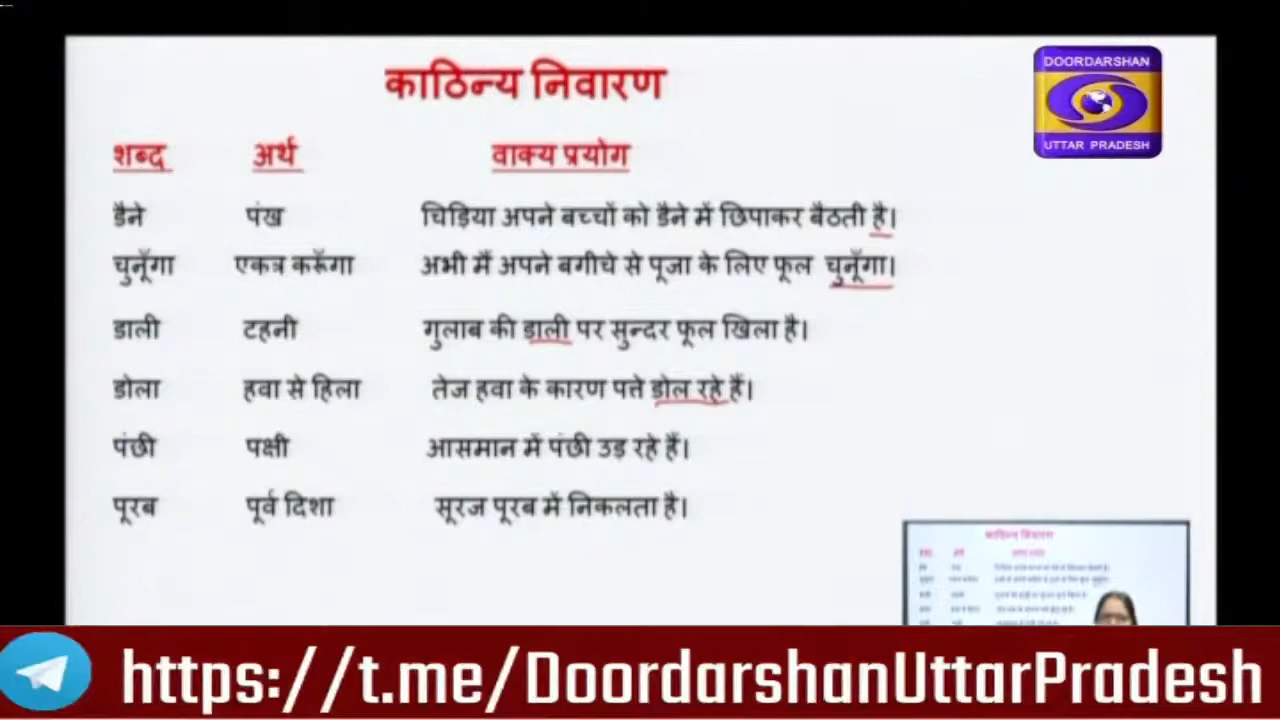 काठिन्य निवारण
DOORDARSHAN
UTTAR PRADESH
शब्द अर्थ वाक्य प्रयोग
डैने पंख चिड़िया अपने बच्चों को डैने में छिपाकर बैठती है।
चुनूँगा एकत्र करूँगा अभी मैं अपने बगीचे से पूजा के लिए फूल चुनूँगा।
डाली टहनी गुलाब की डाली पर सुन्दर फूल खिला है।
डोला हवा से हिला तेज हवा के कारण पत्ते डोल रहे हैं।
पंछी पक्षी आसमान में पंछी उड़ रहे हैं।
पूरब पूर्व दिशा सूरज पूरब में निकलता है।
काठिन्य निवारण
https://t.me/DoordarshanUttarPradesh